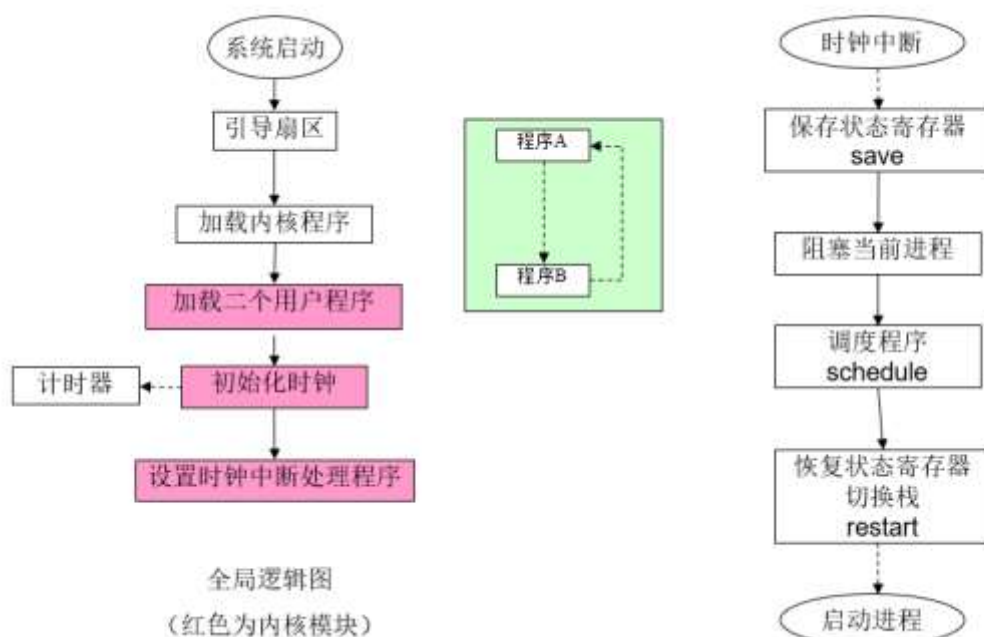 系统启动
引导扇区
加载内核程序
加载二个用户程序
计时器
初始化时钟
设置时钟中断处理程序
全局逻辑图
（红色为内核模块）
程序A
程序B
时钟中断
保存状态寄存器
save
阻塞当前进程
调度程序
schedule
恢复状态寄存器
切换栈
restart
启动进程